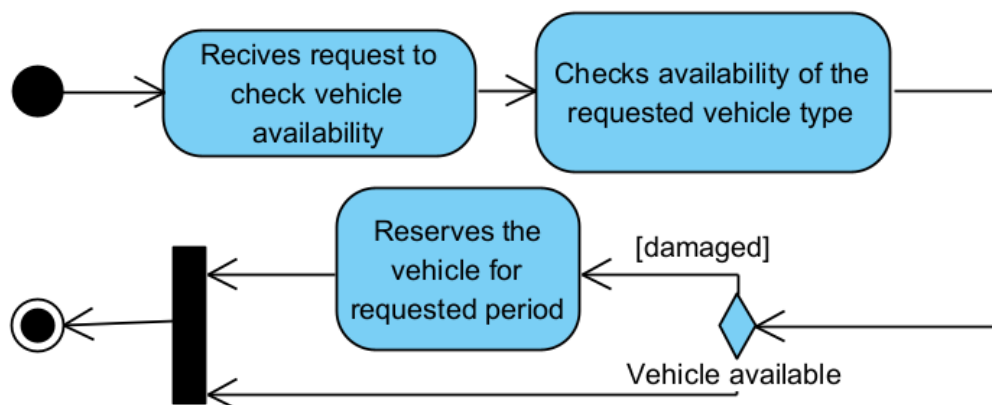 Recives request to
check vehicle
availability
Checks availability of the
requested vehicle type
Reserves the
vehicle for
requested period
[damaged]
Vehicle available